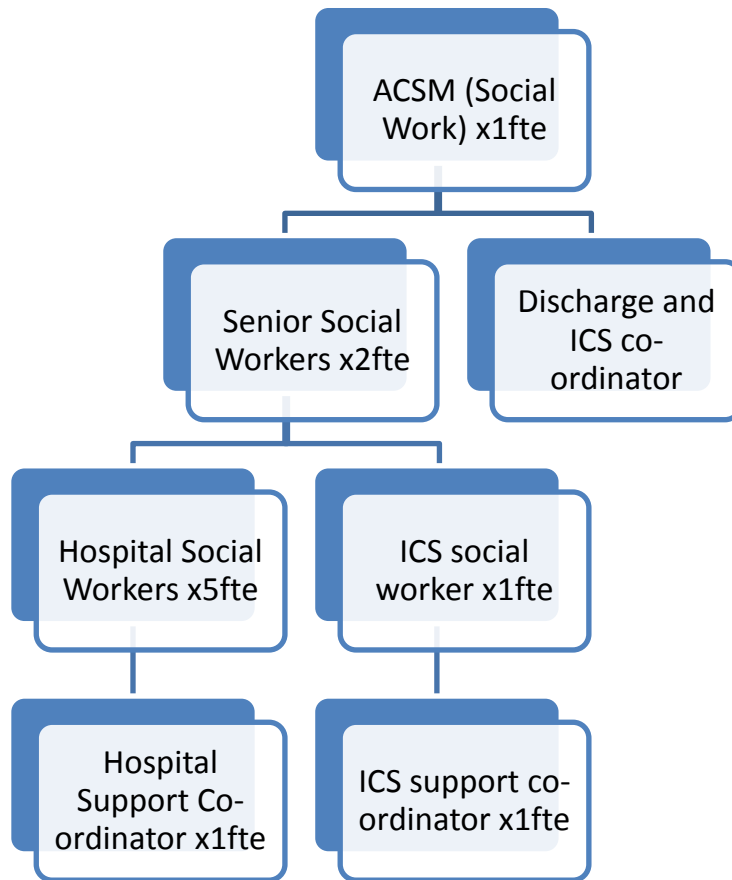 ACSM (Social
Work) x1fte
Senior Social
Workers x2fte
Discharge and
ICS co-
ordinator
Hospital Social
Workers x5fte
ICS social
worker x1fte
Hospital
Support Co-
ordinator x1fte
ICS support co-
ordinator x1fte